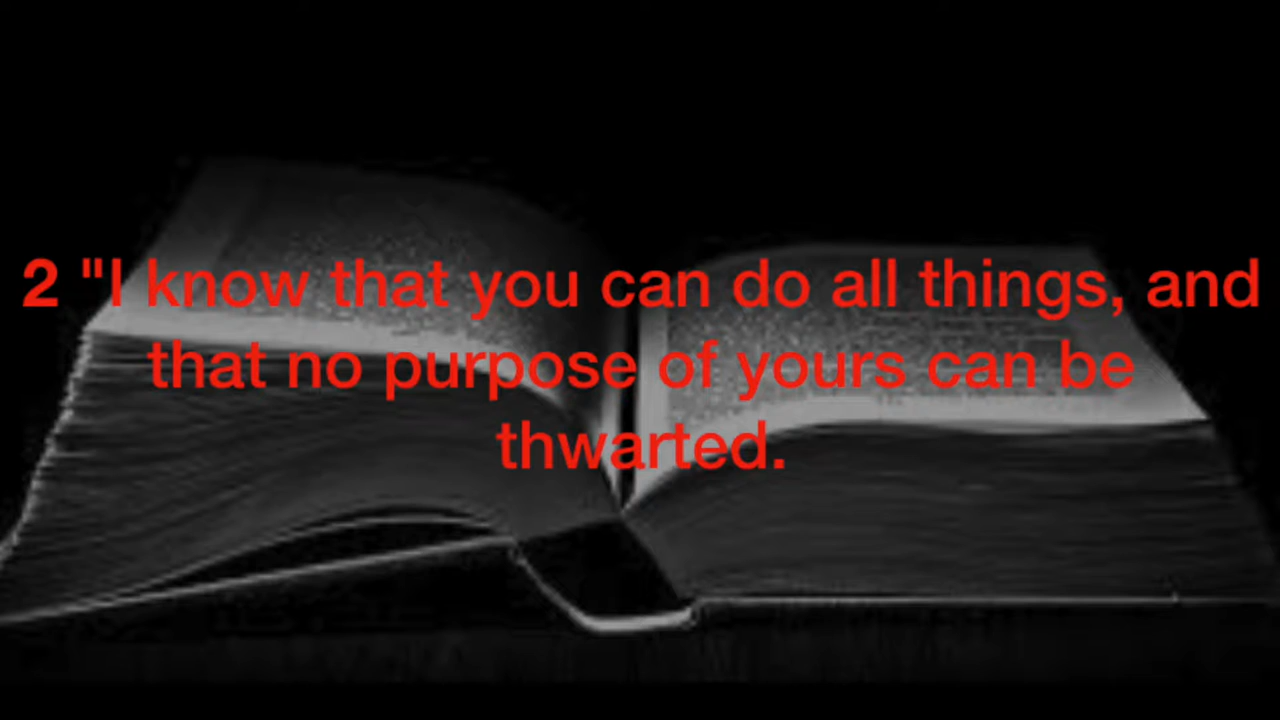 2 "I know that you can do all things, and
that no purpose of yours can be
thwarted.